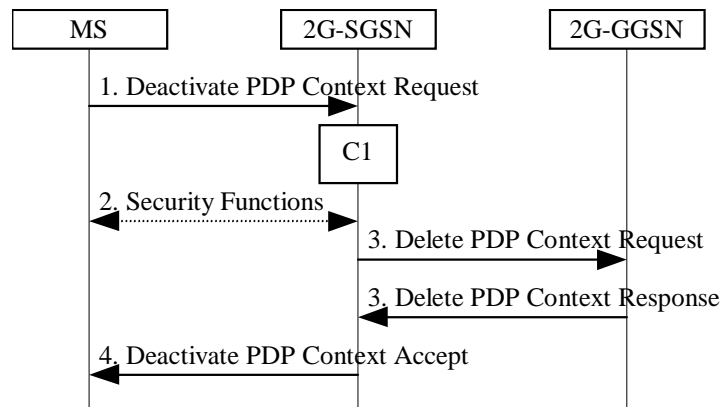 MS 2G-SGSN 2G-GGSN
1. Deactivate PDP Context Request
C1
2. Security Functions
3. Delete PDP Context Request
3. Delete PDP Context Response
4. Deactivate PDP Context Accept